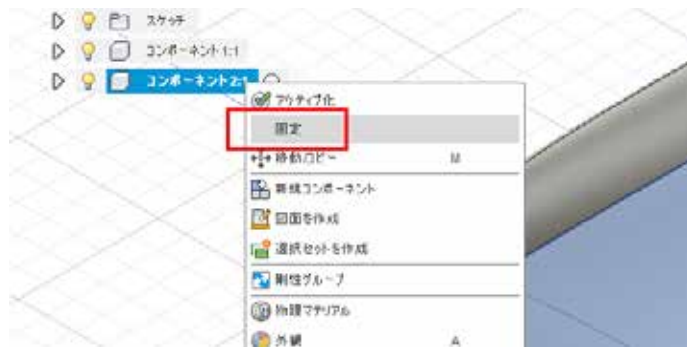 スケッチ
コンポーネント1:1
コンポーネント2:1
アクティブ化
固定
移動/コピー M
新規コンポーネント
図面を作成
選択セットを作成
剛性グループ
物理マテリアル
外観 A